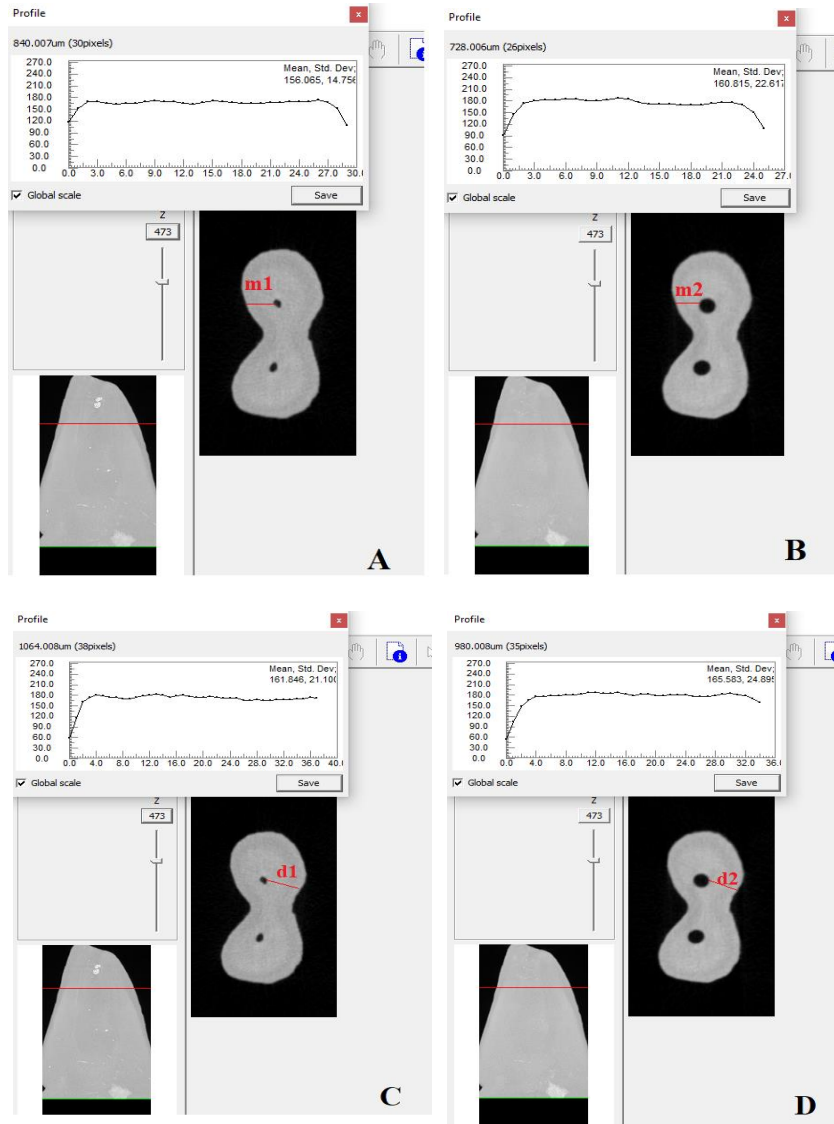 Profile
x
840.007um (30pixels)
Mean, Std. Dev;
156.065, 14.756
270.0
240.0
210.0
180.0
150.0
120.0
90.0
60.0
30.0
0.0
0.0 3.0 6.0 9.0 12.0 15.0 18.0 21.0 24.0 27.0 30.0
Global scale
Save
Z
473
m1
A
Profile
x
728.006um (26pixels)
Mean, Std. Dev;
160.815, 22.617
270.0
240.0
210.0
180.0
150.0
120.0
90.0
60.0
30.0
0.0
0.0 3.0 6.0 9.0 12.0 15.0 18.0 21.0 24.0 27.0
Global scale
Save
Z
473
m2
B
Profile
x
1064.008um (38pixels)
Mean, Std. Dev;
161.846, 21.100
270.0
240.0
210.0
180.0
150.0
120.0
90.0
60.0
30.0
0.0
0.0 4.0 8.0 12.0 16.0 20.0 24.0 28.0 32.0 36.0 40.0
Global scale
Save
Z
473
d1
C
Profile
x
980.008um (35pixels)
Mean, Std. Dev;
165.583, 24.895
270.0
240.0
210.0
180.0
150.0
120.0
90.0
60.0
30.0
0.0
0.0 4.0 8.0 12.0 16.0 20.0 24.0 28.0 32.0 36.0
Global scale
Save
Z
473
d2
D